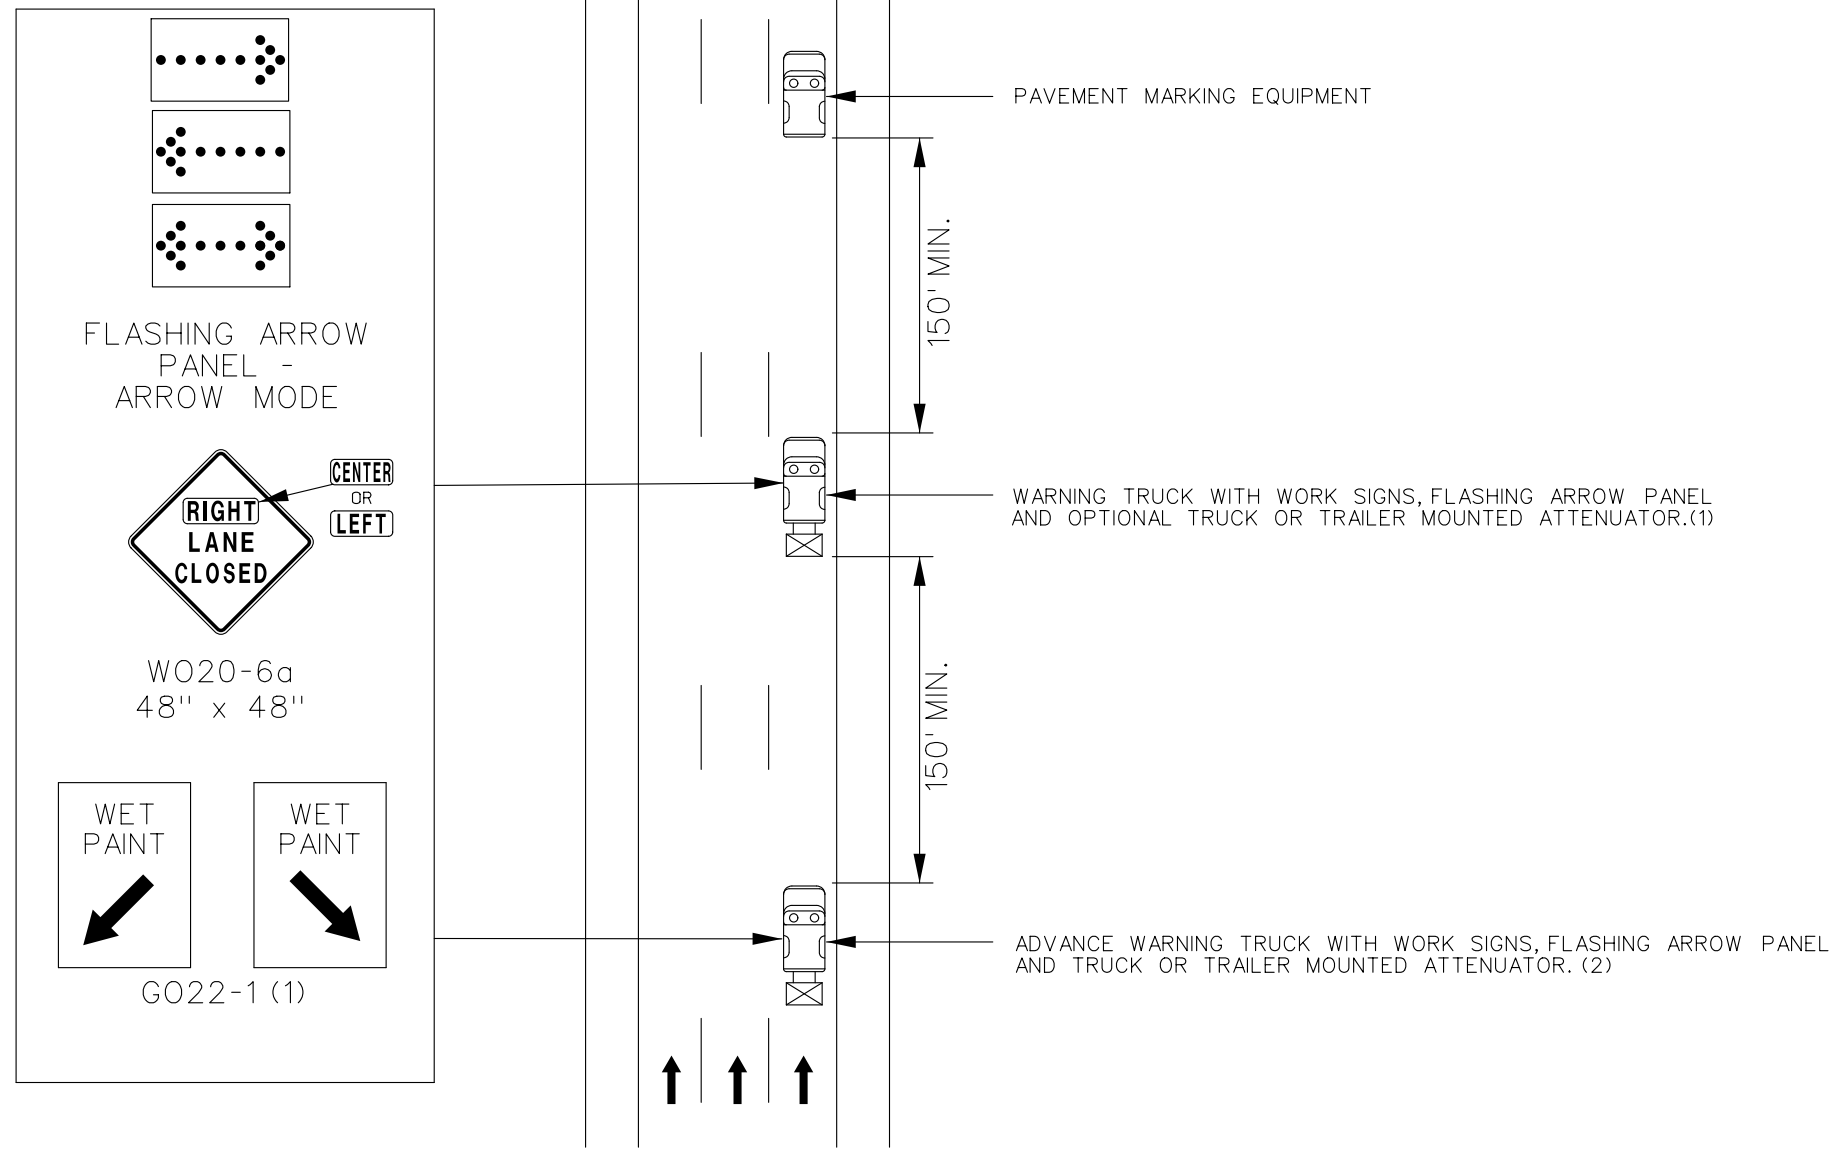 FLASHING ARROW
PANEL -
ARROW MODE
CENTER
OR
LEFT
RIGHT
LANE
CLOSED
WO20-6a
48" x 48"
WET
PAINT
WET
PAINT
GO22-1 (1)
PAVEMENT MARKING EQUIPMENT
150' MIN.
WARNING TRUCK WITH WORK SIGNS, FLASHING ARROW PANEL
AND OPTIONAL TRUCK OR TRAILER MOUNTED ATTENUATOR.(1)
150' MIN.
ADVANCE WARNING TRUCK WITH WORK SIGNS, FLASHING ARROW PANEL
AND TRUCK OR TRAILER MOUNTED ATTENUATOR. (2)